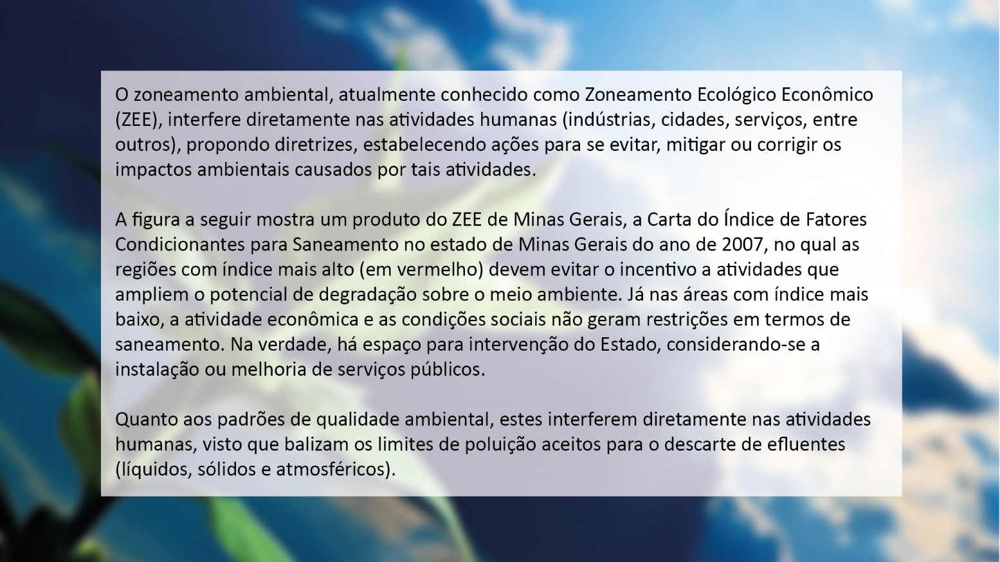 O zoneamento ambiental, atualmente conhecido como Zoneamento Ecológico Econômico
(ZEE), interfere diretamente nas atividades humanas (indústrias, cidades, serviços, entre
outros), propondo diretrizes, estabelecendo ações para se evitar, mitigar ou corrigir os
impactos ambientais causados por tais atividades.
A figura a seguir mostra um produto do ZEE de Minas Gerais, a Carta do Índice de Fatores
Condicionantes para Saneamento no estado de Minas Gerais do ano de 2007, no qual as
regiões com índice mais alto (em vermelho) devem evitar o incentivo a atividades que
ampliem o potencial de degradação sobre o meio ambiente. Já nas áreas com índice mais
baixo, a atividade econômica e as condições sociais não geram restrições em termos de
saneamento. Na verdade, há espaço para intervenção do Estado, considerando-se a
instalação ou melhoria de serviços públicos.
Quanto aos padrões de qualidade ambiental, estes interferem diretamente nas atividades
humanas, visto que balizam os limites de poluição aceitos para o descarte de efluentes
(líquidos, sólidos e atmosféricos).